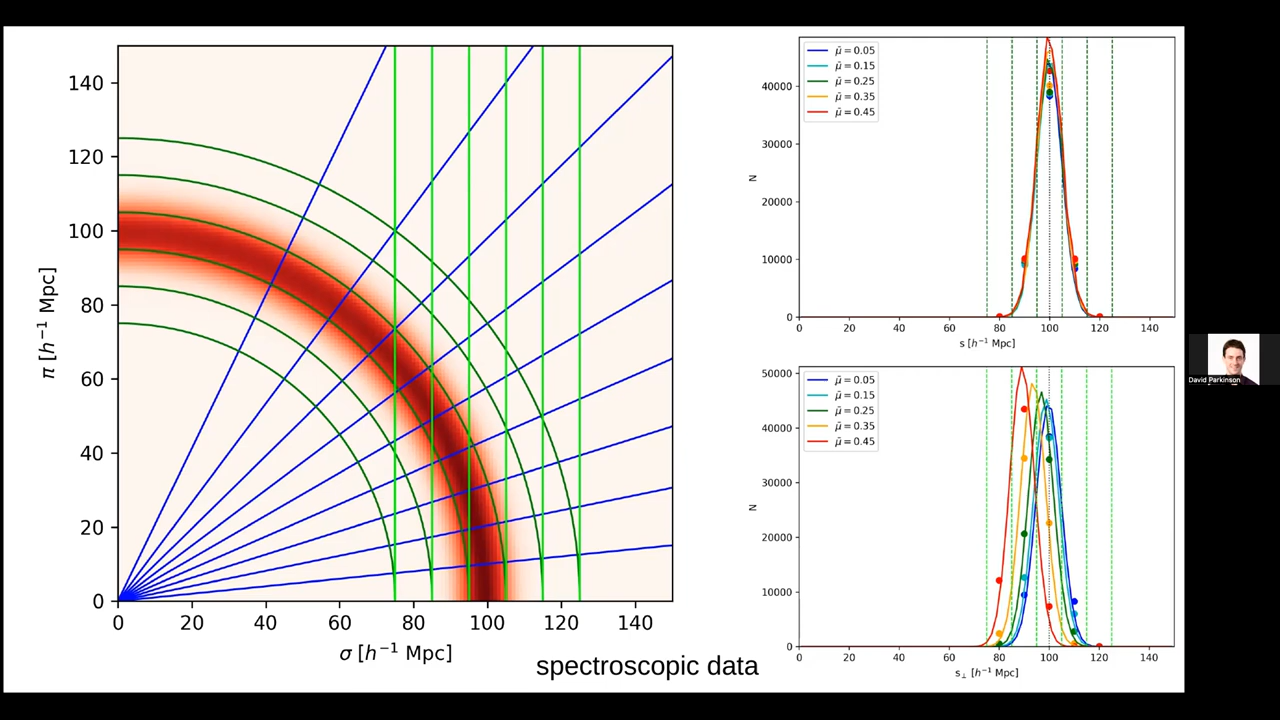 140
120
100
80
60
40
20
0
π [h⁻¹ Mpc]
0 20 40 60 80 100 120 140
σ [h⁻¹ Mpc]
spectroscopic data
μ̄ = 0.05
μ̄ = 0.15
μ̄ = 0.25
μ̄ = 0.35
μ̄ = 0.45
40000
30000
20000
10000
0
N
0 20 40 60 80 100 120 140
s [h⁻¹ Mpc]
μ̄ = 0.05
μ̄ = 0.15
μ̄ = 0.25
μ̄ = 0.35
μ̄ = 0.45
50000
40000
30000
20000
10000
0
N
0 20 40 60 80 100 120 140
s⊥ [h⁻¹ Mpc]
David Parkinson